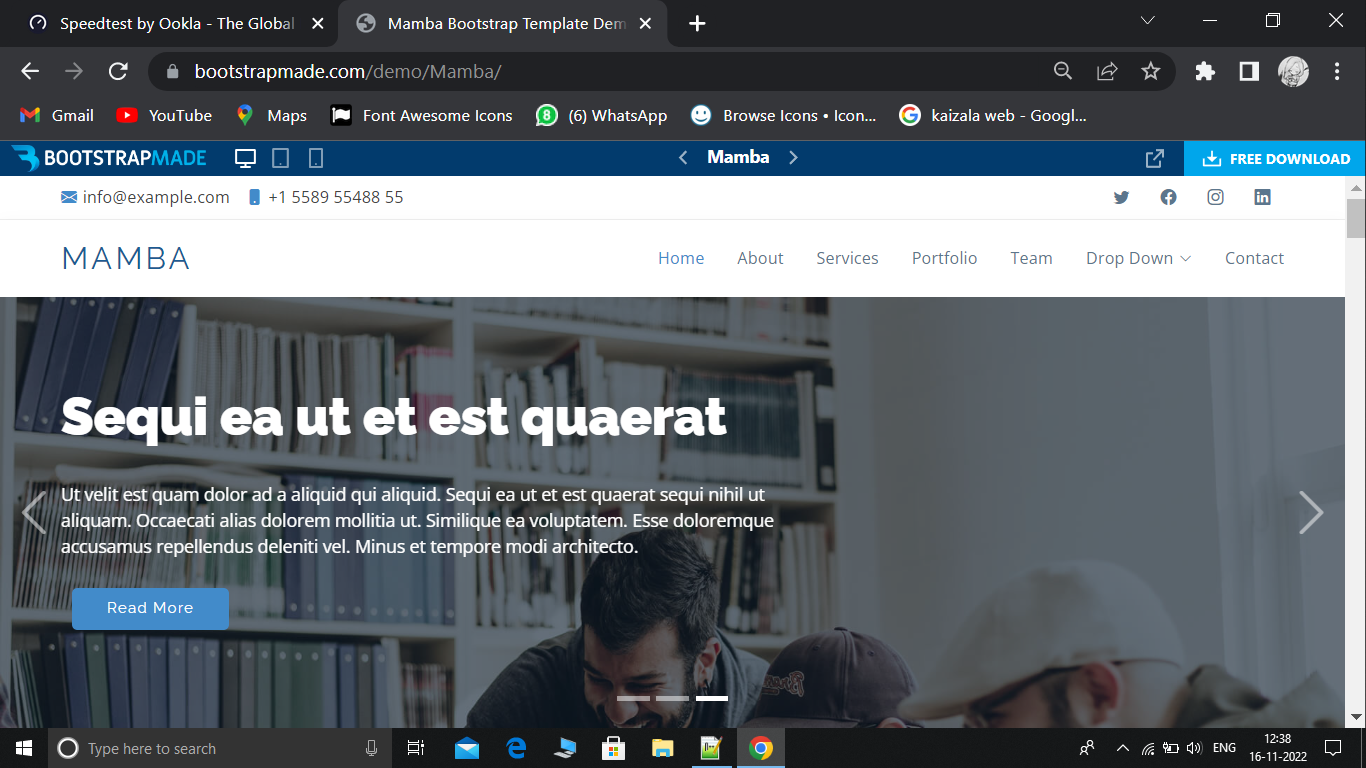 Speedtest by Ookla - The Global
Mamba Bootstrap Template Dem
bootstrapmade.com/demo/Mamba/
Gmail
YouTube
Maps
Font Awesome Icons
(6) WhatsApp
Browse Icons • Icon...
kaizala web - Googl...
BOOTSTRAPMADE
Mamba
FREE DOWNLOAD
info@example.com
+1 5589 55488 55
MAMBA
Home
About
Services
Portfolio
Team
Drop Down
Contact
Sequi ea ut et est quaerat
Ut velit est quam dolor ad a aliquid qui aliquid. Sequi ea ut et est quaerat sequi nihil ut
aliquam. Occaecati alias dolorem mollitia ut. Similique ea voluptatem. Esse doloremque
accusamus repellendus deleniti vel. Minus et tempore modi architecto.
Read More
Type here to search
ENG
12:38
16-11-2022